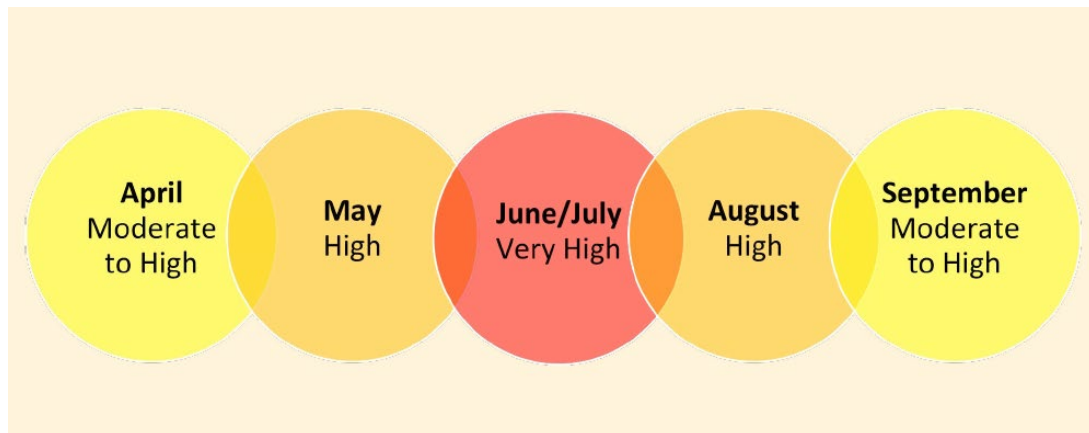 April
Moderate
to High
May
High
June/July
Very High
August
High
September
Moderate
to High